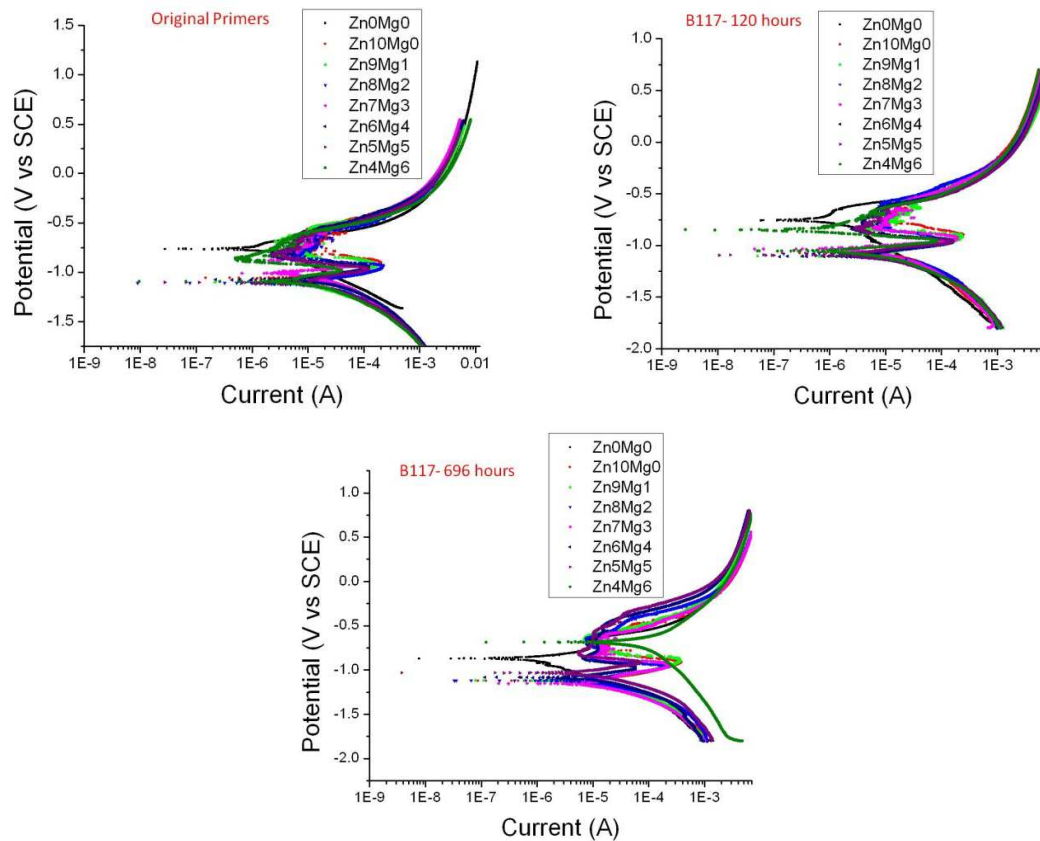 Original Primers
Zn0Mg0
Zn10Mg0
Zn9Mg1
Zn8Mg2
Zn7Mg3
Zn6Mg4
Zn5Mg5
Zn4Mg6
1.5
1.0
0.5
0.0
-0.5
-1.0
-1.5
Potential (V vs SCE)
1E-9 1E-8 1E-7 1E-6 1E-5 1E-4 1E-3 0.01
Current (A)
B117- 120 hours
Zn0Mg0
Zn10Mg0
Zn9Mg1
Zn8Mg2
Zn7Mg3
Zn6Mg4
Zn5Mg5
Zn4Mg6
1.0
0.5
0.0
-0.5
-1.0
-1.5
-2.0
Potential (V vs SCE)
1E-9 1E-8 1E-7 1E-6 1E-5 1E-4 1E-3
Current (A)
B117- 696 hours
Zn0Mg0
Zn10Mg0
Zn9Mg1
Zn8Mg2
Zn7Mg3
Zn6Mg4
Zn5Mg5
Zn4Mg6
1.0
0.5
0.0
-0.5
-1.0
-1.5
-2.0
Potential (V vs SCE)
1E-9 1E-8 1E-7 1E-6 1E-5 1E-4 1E-3
Current (A)